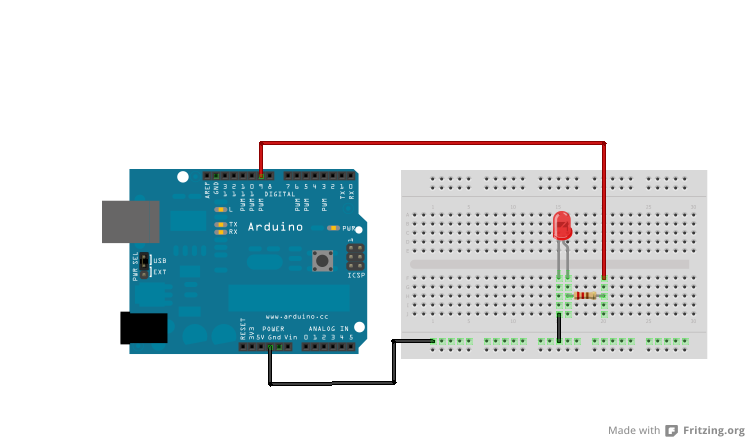 AREF
GND
13
12
11
10
9
8
7
6
5
4
3
2
1
0
DIGITAL
PWM
PWM
PWM
PWM
PWM
PWM
TX
RX
L
TX
RX
Arduino
PWR
1
ICSP
PWR SEL
USB
EXT
www.arduino.cc
POWER
ANALOG IN
RESET
3V3
5V Gnd Vin
0 1 2 3 4 5
Made with Fritzing.org